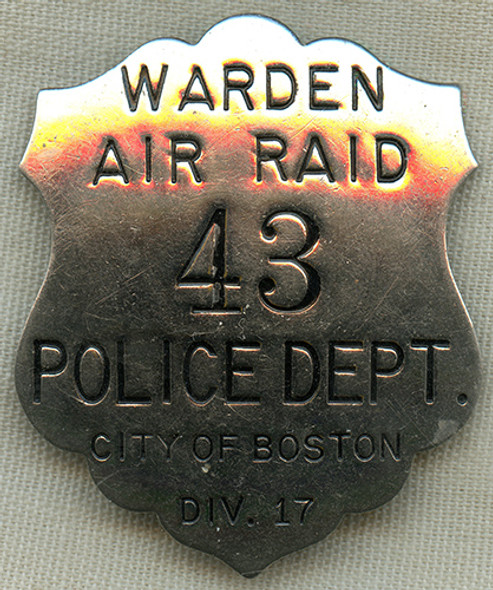 WARDEN
AIR RAID
43
POLICE DEPT.
CITY OF BOSTON
DIV. 17